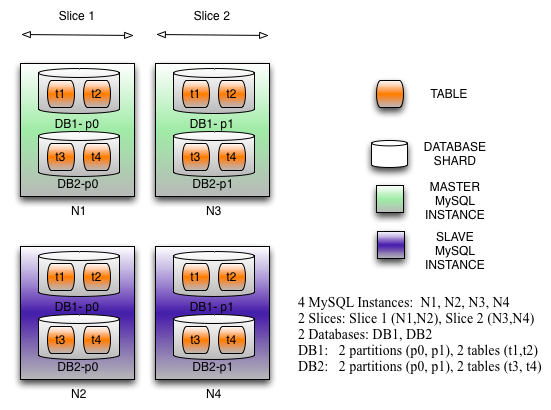 Slice 1
Slice 2
t1 t2
DB1- p0
t3 t4
DB2-p0
N1
t1 t2
DB1- p1
t3 t4
DB2-p1
N3
t1 t2
DB1- p0
t3 t4
DB2-p0
N2
t1 t2
DB1- p1
t3 t4
DB2-p1
N4
TABLE
DATABASE
SHARD
MASTER
MySQL
INSTANCE
SLAVE
MySQL
INSTANCE
4 MySQL Instances: N1, N2, N3, N4
2 Slices: Slice 1 (N1,N2), Slice 2 (N3,N4)
2 Databases: DB1, DB2
DB1: 2 partitions (p0, p1), 2 tables (t1,t2)
DB2: 2 partitions (p0, p1), 2 tables (t3, t4)